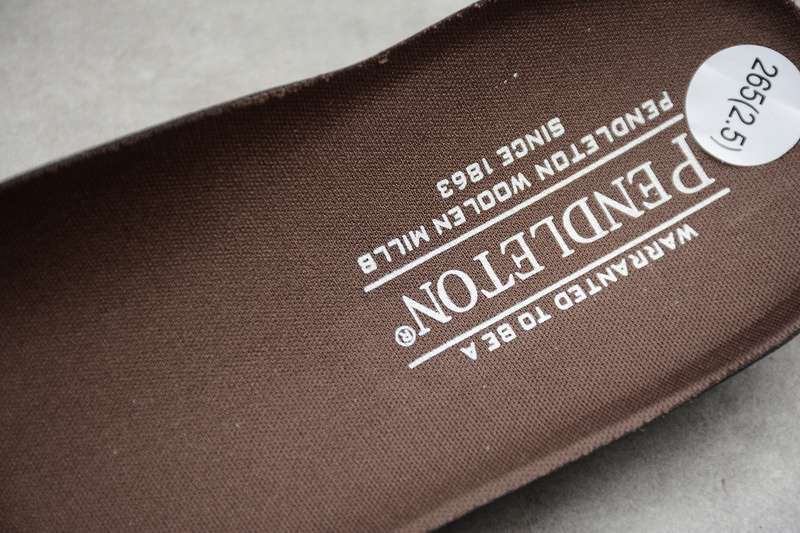 WARRANTED TO BE A
PENDLETON®
PENDLETON WOOLEN MILLS
SINCE 1863
265(2.5)